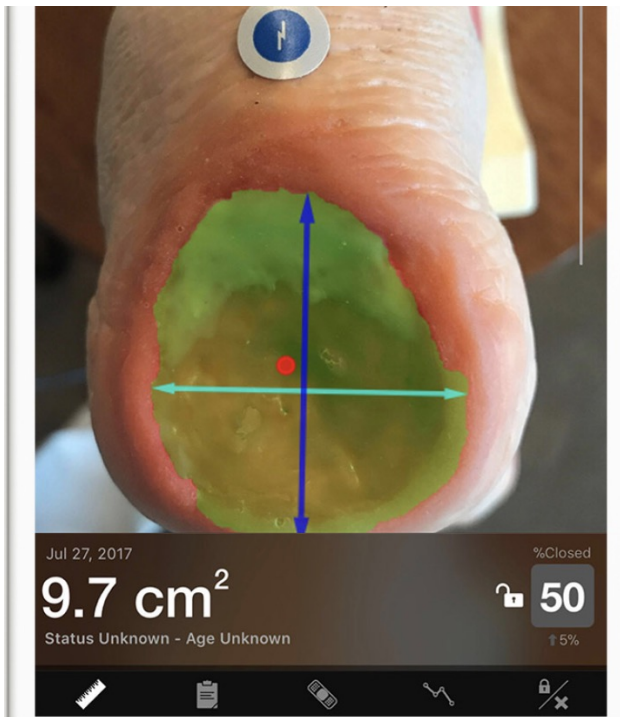 Jul 27, 2017
%Closed
9.7 cm²
50
Status Unknown - Age Unknown
↑5%